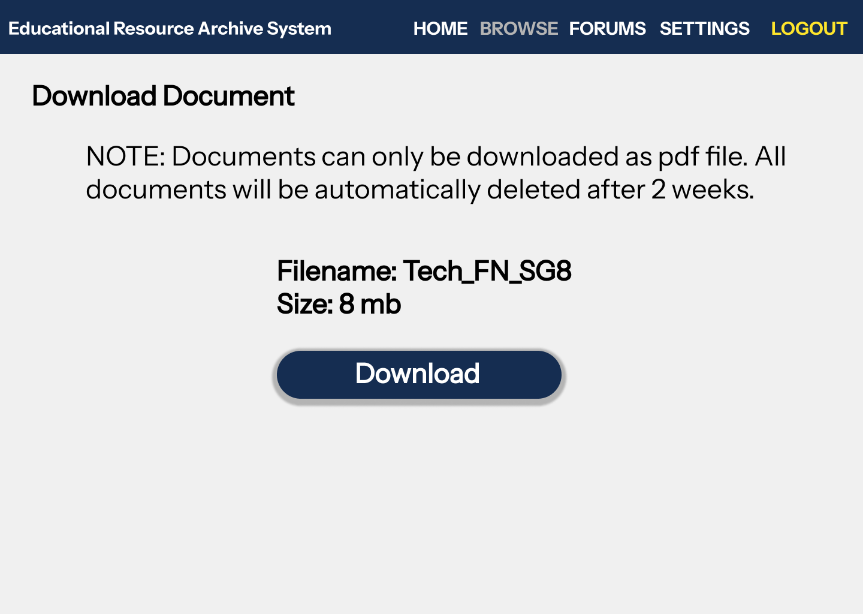 Educational Resource Archive System HOME BROWSE FORUMS SETTINGS LOGOUT
Download Document
NOTE: Documents can only be downloaded as pdf file. All
documents will be automatically deleted after 2 weeks.
Filename: Tech_FN_SG8
Size: 8 mb
Download